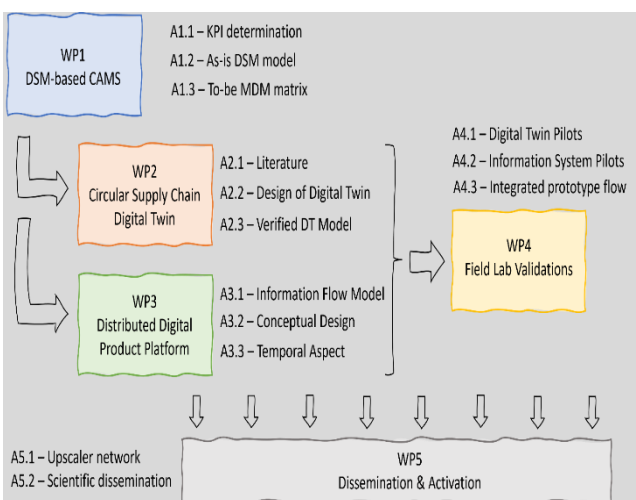 WP1
DSM-based CAMS
A1.1 – KPI determination
A1.2 – As-is DSM model
A1.3 – To-be MDM matrix
WP2
Circular Supply Chain
Digital Twin
A2.1 – Literature
A2.2 – Design of Digital Twin
A2.3 – Verified DT Model
WP3
Distributed Digital
Product Platform
A3.1 – Information Flow Model
A3.2 – Conceptual Design
A3.3 – Temporal Aspect
A4.1 – Digital Twin Pilots
A4.2 – Information System Pilots
A4.3 – Integrated prototype flow
WP4
Field Lab Validations
A5.1 – Upscaler network
A5.2 – Scientific dissemination
WP5
Dissemination & Activation